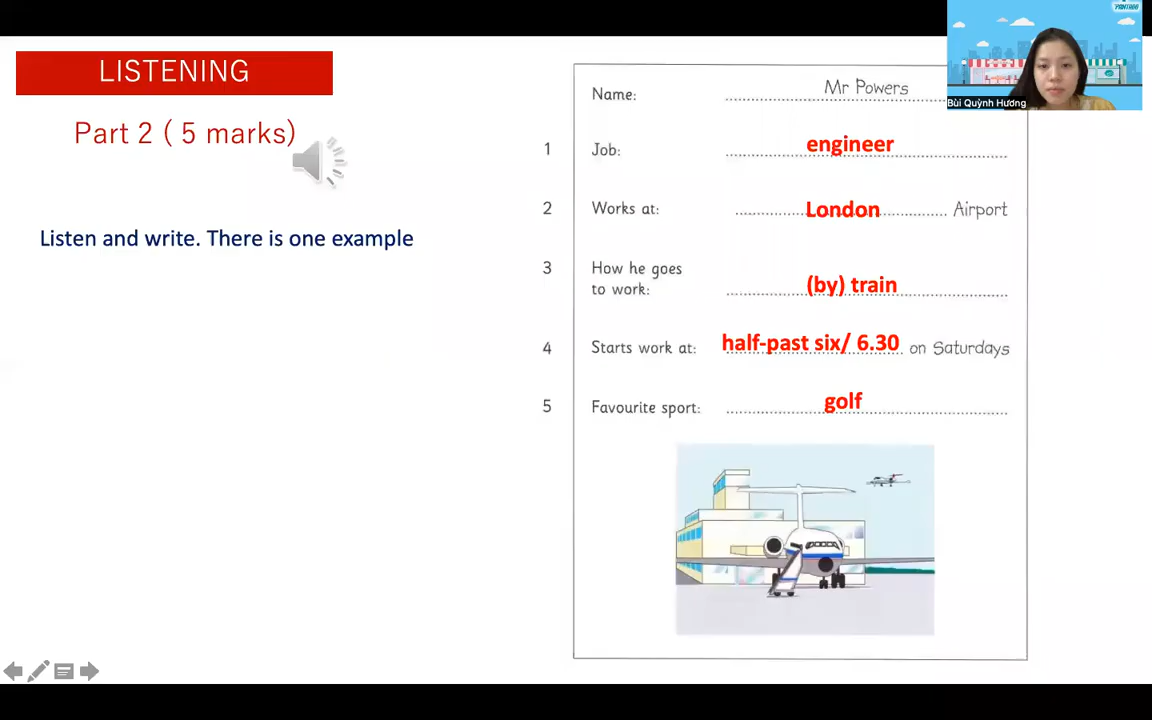 LISTENING
Part 2 ( 5 marks)
Listen and write. There is one example
Name: Mr Powers
1 Job: engineer
2 Works at: London Airport
3 How he goes
to work: (by) train
4 Starts work at: half-past six/ 6.30 on Saturdays
5 Favourite sport: golf
Bùi Quỳnh Hương